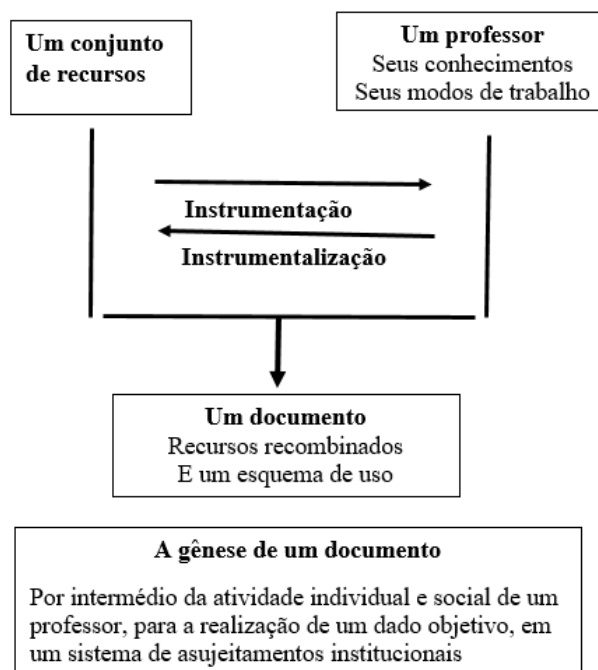 Um conjunto
de recursos
Um professor
Seus conhecimentos
Seus modos de trabalho
Instrumentação
Instrumentalização
Um documento
Recursos recombinados
E um esquema de uso
A gênese de um documento
Por intermédio da atividade individual e social de um
professor, para a realização de um dado objetivo, em
um sistema de asujeitamentos institucionais